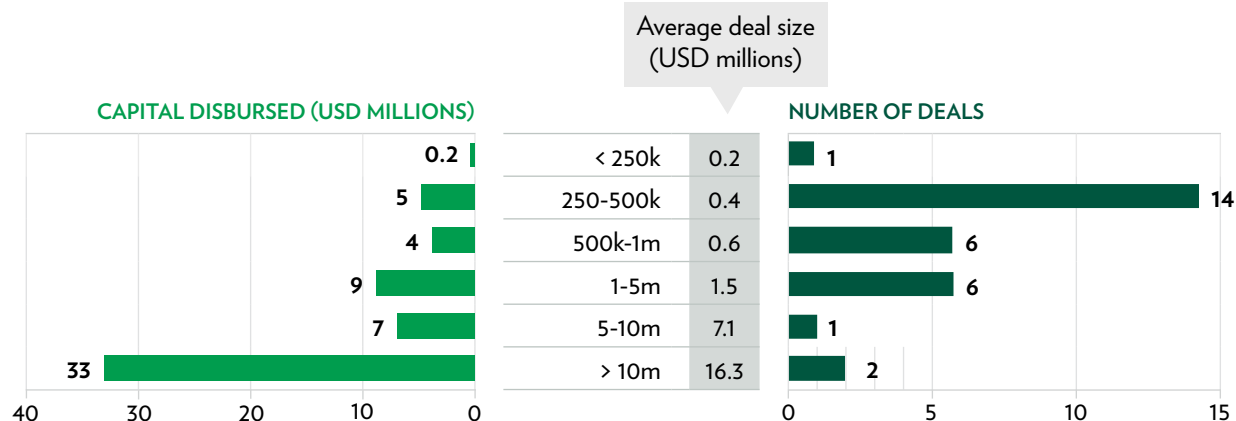 Average deal size
(USD millions)
CAPITAL DISBURSED (USD MILLIONS)
NUMBER OF DEALS
0.2 < 250k 0.2 1
5 250-500k 0.4 14
4 500k-1m 0.6 6
9 1-5m 1.5 6
7 5-10m 7.1 1
33 > 10m 16.3 2
40 30 20 10 0 0 5 10 15